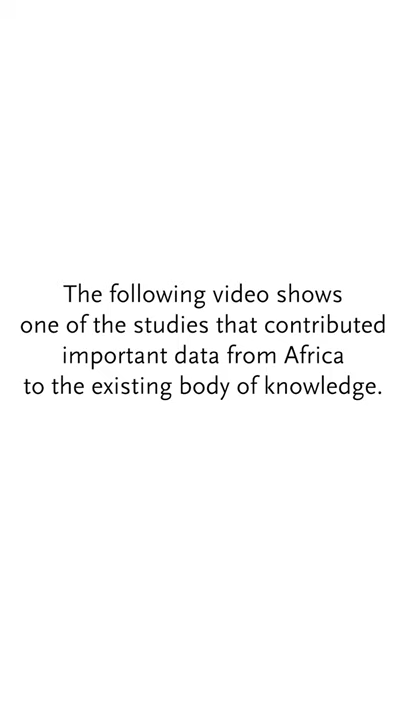 The following video shows
one of the studies that contributed
important data from Africa
to the existing body of knowledge.